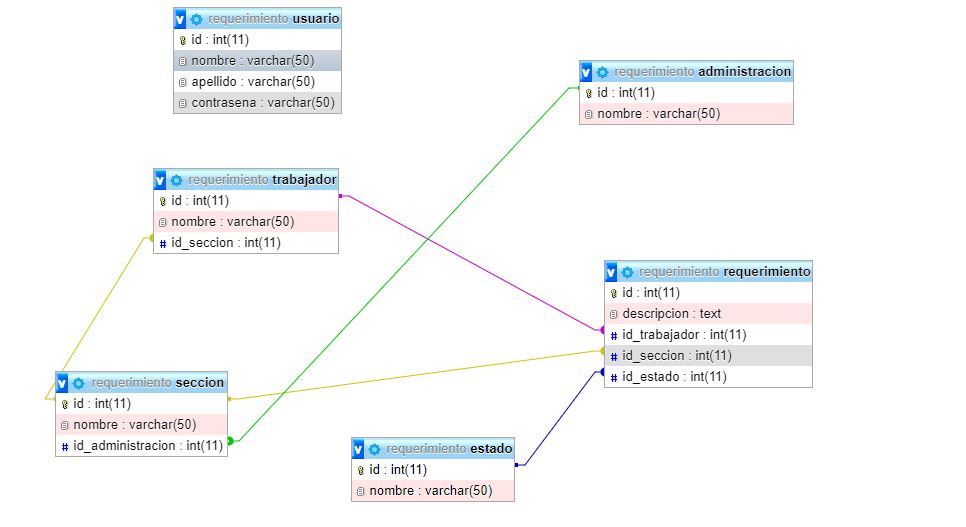 requerimiento usuario
id : int(11)
nombre : varchar(50)
apellido : varchar(50)
contrasena : varchar(50)
requerimiento administracion
id : int(11)
nombre : varchar(50)
requerimiento trabajador
id : int(11)
nombre : varchar(50)
# id_seccion : int(11)
requerimiento requerimiento
id : int(11)
descripcion : text
# id_trabajador : int(11)
# id_seccion : int(11)
# id_estado : int(11)
requerimiento seccion
id : int(11)
nombre : varchar(50)
# id_administracion : int(11)
requerimiento estado
id : int(11)
nombre : varchar(50)